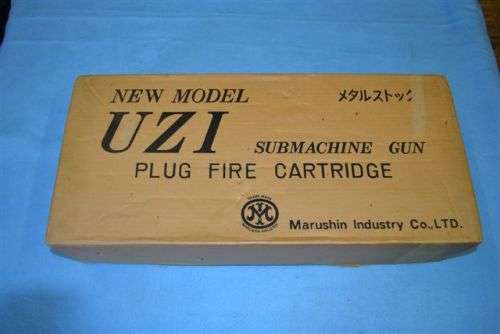 NEW MODEL
メタルストック
UZI SUBMACHINE GUN
PLUG FIRE CARTRIDGE
Marushin Industry Co.,LTD.